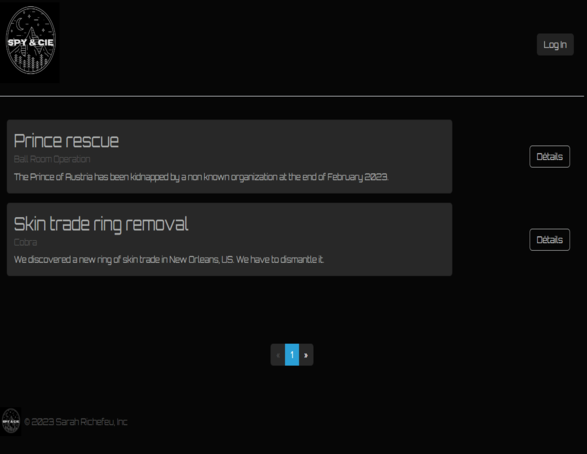 SPY & CIE
Log In
Prince rescue
Ball Room Operation
Détails
The Prince of Austria has been kidnapped by a non known organization at the end of February 2023.
Skin trade ring removal
Cobra
Détails
We discovered a new ring of skin trade in New Orleans, US. We have to dismantle it.
« 1 »
SPY & CIE © 2023 Sarah Richefeu, Inc.